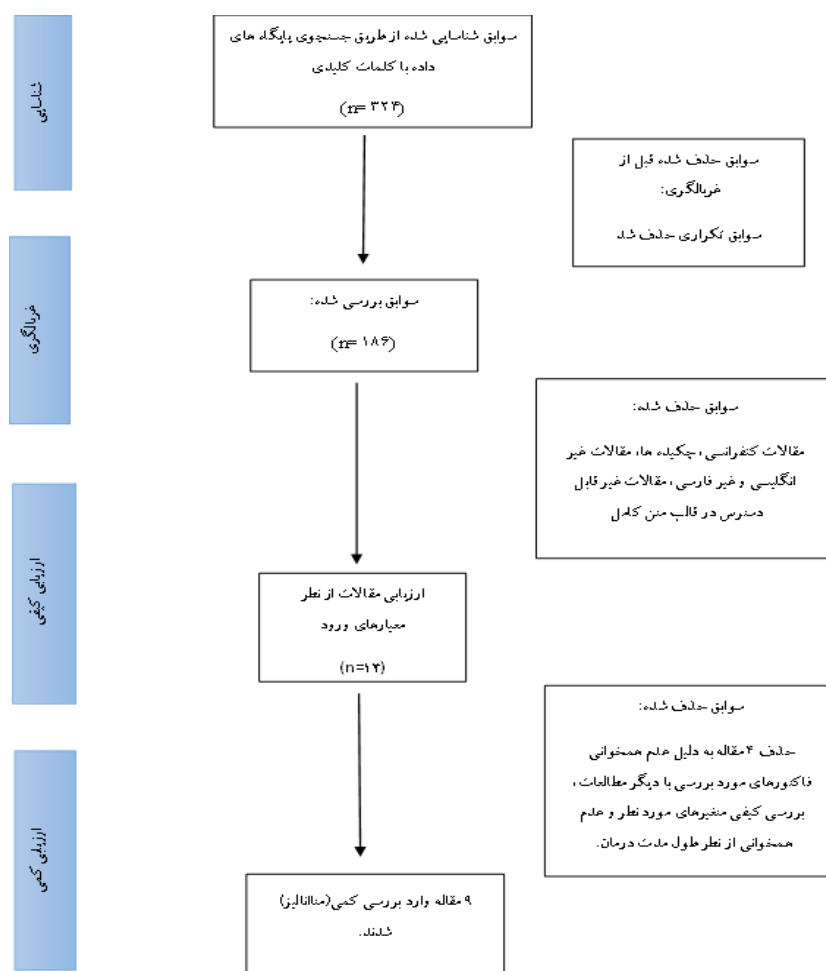 شناسایی
سوابق شناسایی شده از طریق جستجوی پایگاه های
داده با کلمات کلیدی
(n= ۳۲۴)
سوابق حذف شده قبل از
غربالگری:
سوابق تکراری حذف شد
غربالگری
سوابق بررسی شده:
(n= ۱۸۶)
سوابق حذف شده:
مقالات کنفرانسی، چکیده ها، مقالات غیر
انگلیسی و غیر فارسی، مقالات غیر قابل
دسترس در قالب متن کامل
ارزیابی کیفی
ارزیابی مقالات از نظر
معیارهای ورود
(n=۱۴)
سوابق حذف شده:
حذف ۴ مقاله به دلیل عدم همخوانی
فاکتورهای مورد بررسی با دیگر مطالعات،
بررسی کیفی متغیرهای مورد نظر و عدم
همخوانی از نظر طول مدت درمان.
ارزیابی کمی
۹ مقاله وارد بررسی کمی(متاانالیز)
شدند.